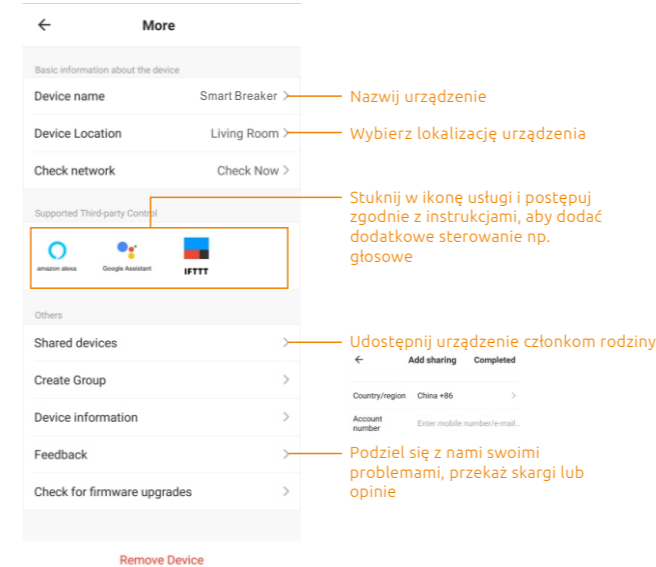 More
Basic information about the device
Device name Smart Breaker
Nazwij urządzenie
Device Location Living Room
Wybierz lokalizację urządzenia
Check network Check Now
Stuknij w ikonę usługi i postępuj
zgodnie z instrukcjami, aby dodać
dodatkowe sterowanie np.
głosowe
Supported Third-party Control
amazon alexa Google Assistant IFTTT
Others
Shared devices
Udostępnij urządzenie członkom rodziny
Add sharing Completed
Country/region China +86
Account
number
Enter mobile number/e-mail..
Create Group
Device information
Feedback
Podziel się z nami swoimi
problemami, przekaż skargi lub
opinie
Check for firmware upgrades
Remove Device